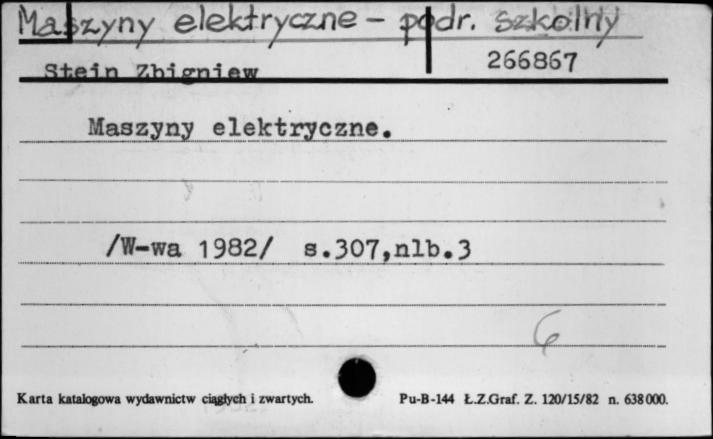 Maszyny elektryczne - podr. szkolny
Stein Zbigniew 266867
Maszyny elektryczne.
/W-wa 1982/ s.307,nlb.3
6
Karta katalogowa wydawnictw ciągłych i zwartych. Pu-B-144 Ł.Z.Graf. Z. 120/15/82 n. 638000.